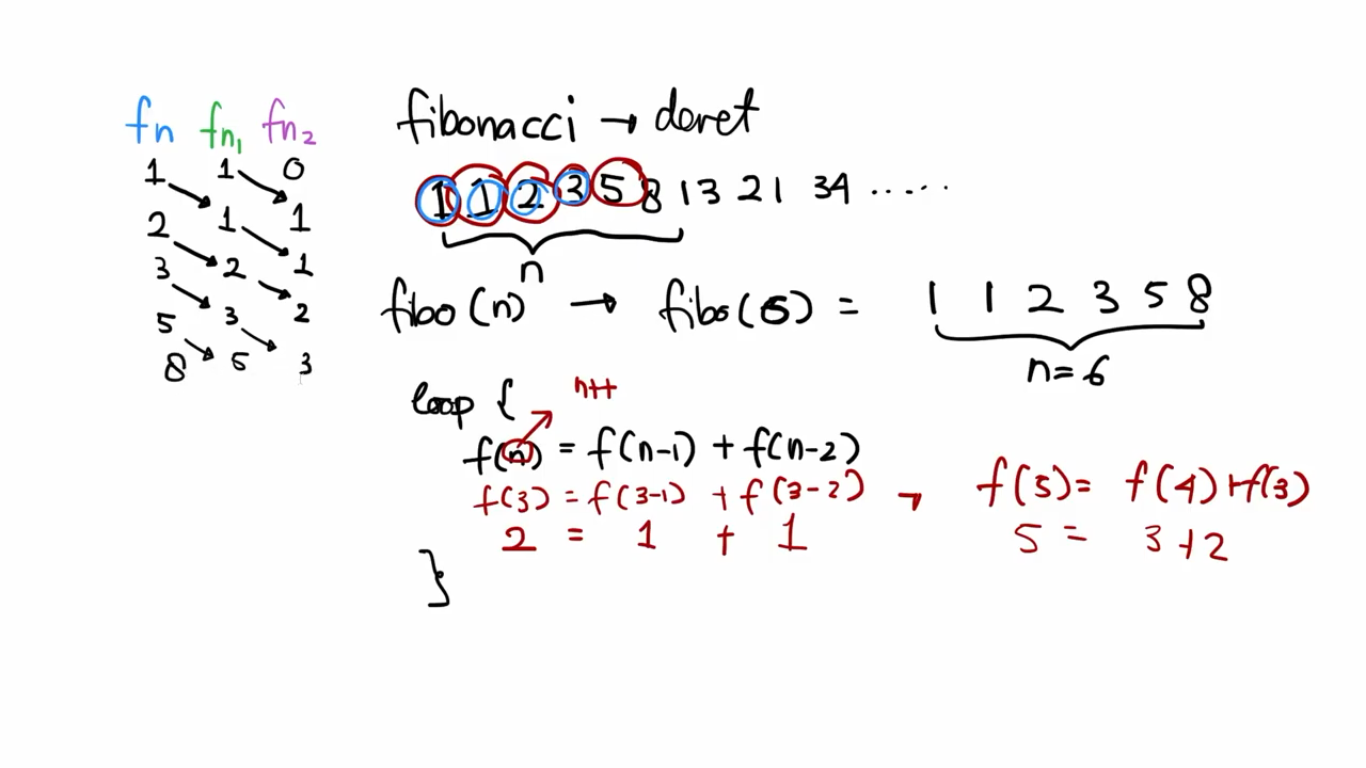 fn fn1 fn2
1 1 0
2 1 1
3 2 1
5 3 2
8 5 3
fibonacci → deret
1 1 2 3 5 8 13 21 34 ......
n
fibo (n) → fibo(6) = 1 1 2 3 5 8
n = 6
loop {
n++
f(n) = f(n-1) + f(n-2)
f(3) = f(3-1) + f(3-2) → f(5) = f(4)+f(3)
2 = 1 + 1 5 = 3+2
}